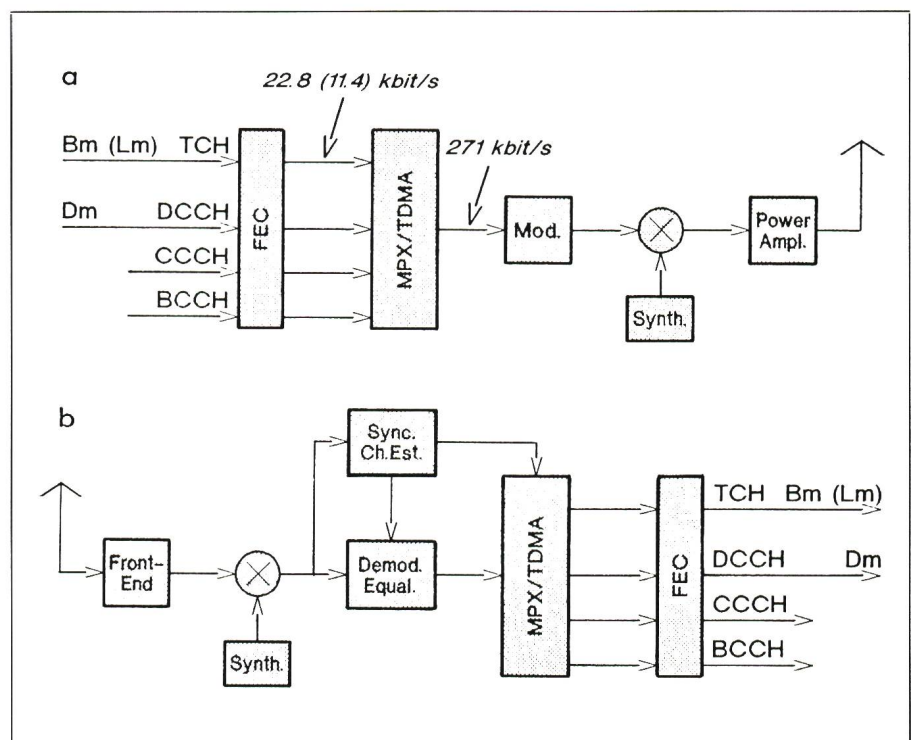 a
22.8 (11.4) kbit/s
Bm (Lm) TCH
271 kbit/s
Dm DCCH
CCCH
BCCH
FEC
MPX/TDMA
Mod.
Power
Ampl.
Synth.
b
Sync.
Ch.Est.
Front-
End
Demod.
Equal.
Synth.
MPX/TDMA
FEC
TCH Bm (Lm)
DCCH Dm
CCCH
BCCH